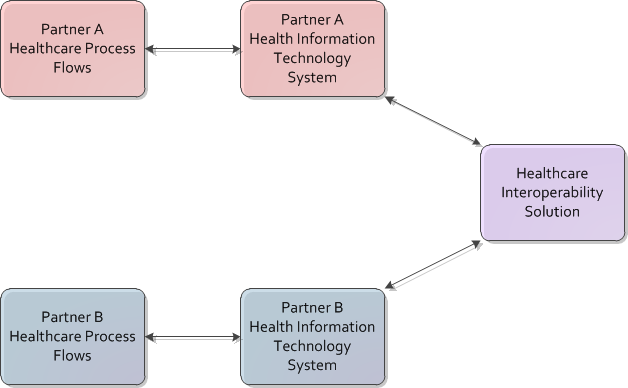 Partner A
Healthcare Process
Flows
Partner A
Health Information
Technology
System
Healthcare
Interoperability
Solution
Partner B
Healthcare Process
Flows
Partner B
Health Information
Technology
System